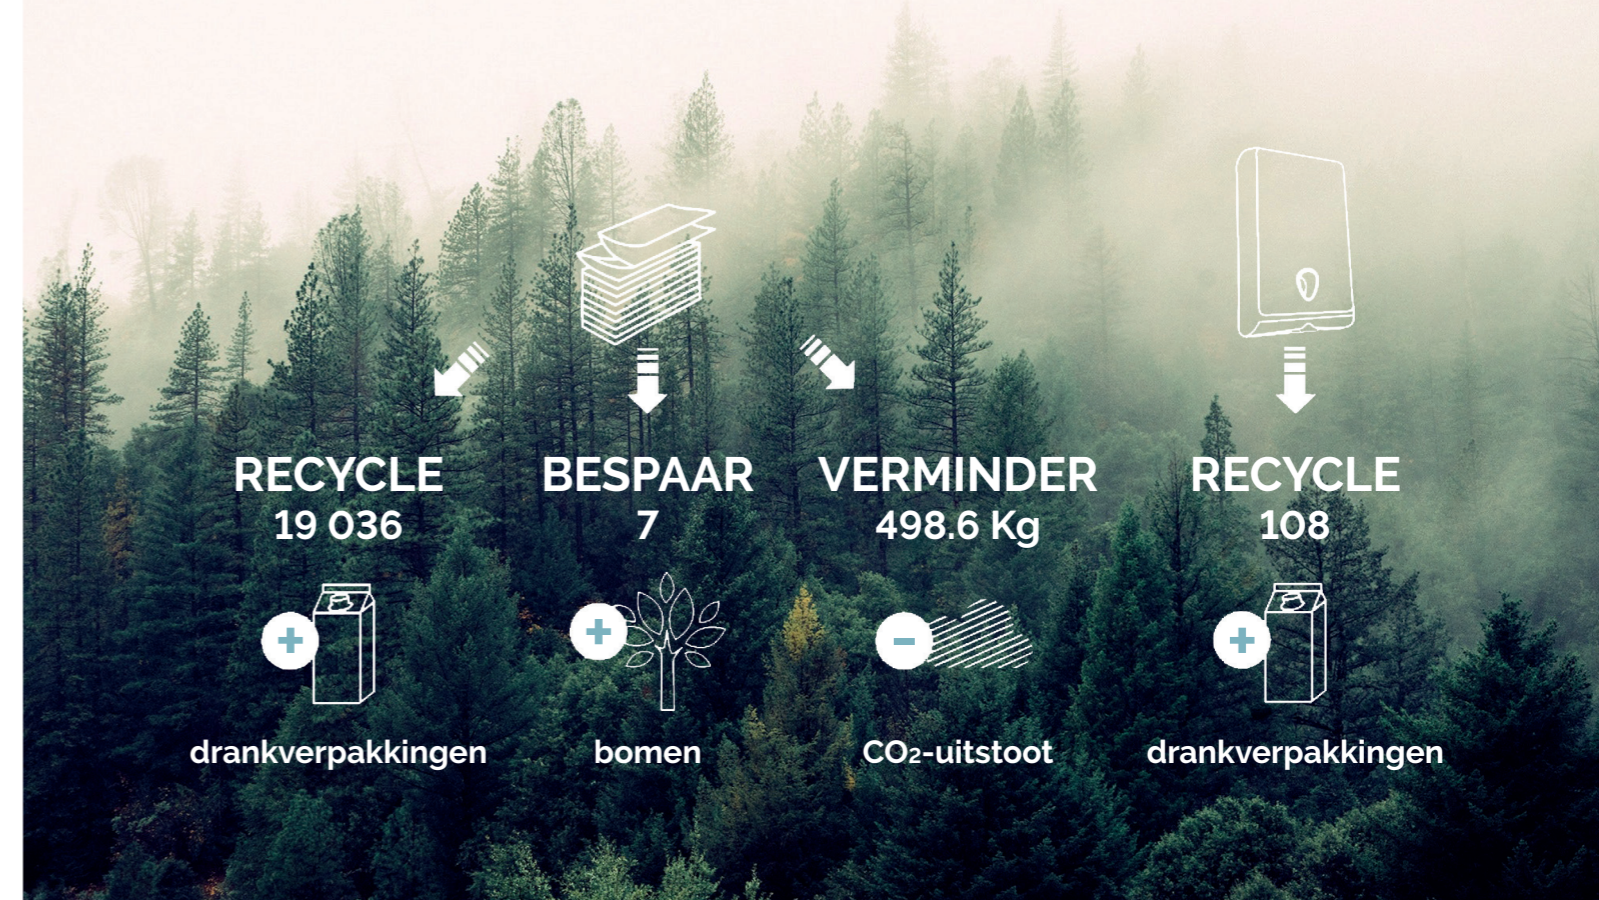 RECYCLE
19 036
drankverpakkingen
BESPAAR
7
bomen
VERMINDER
498.6 Kg
CO₂-uitstoot
RECYCLE
108
drankverpakkingen